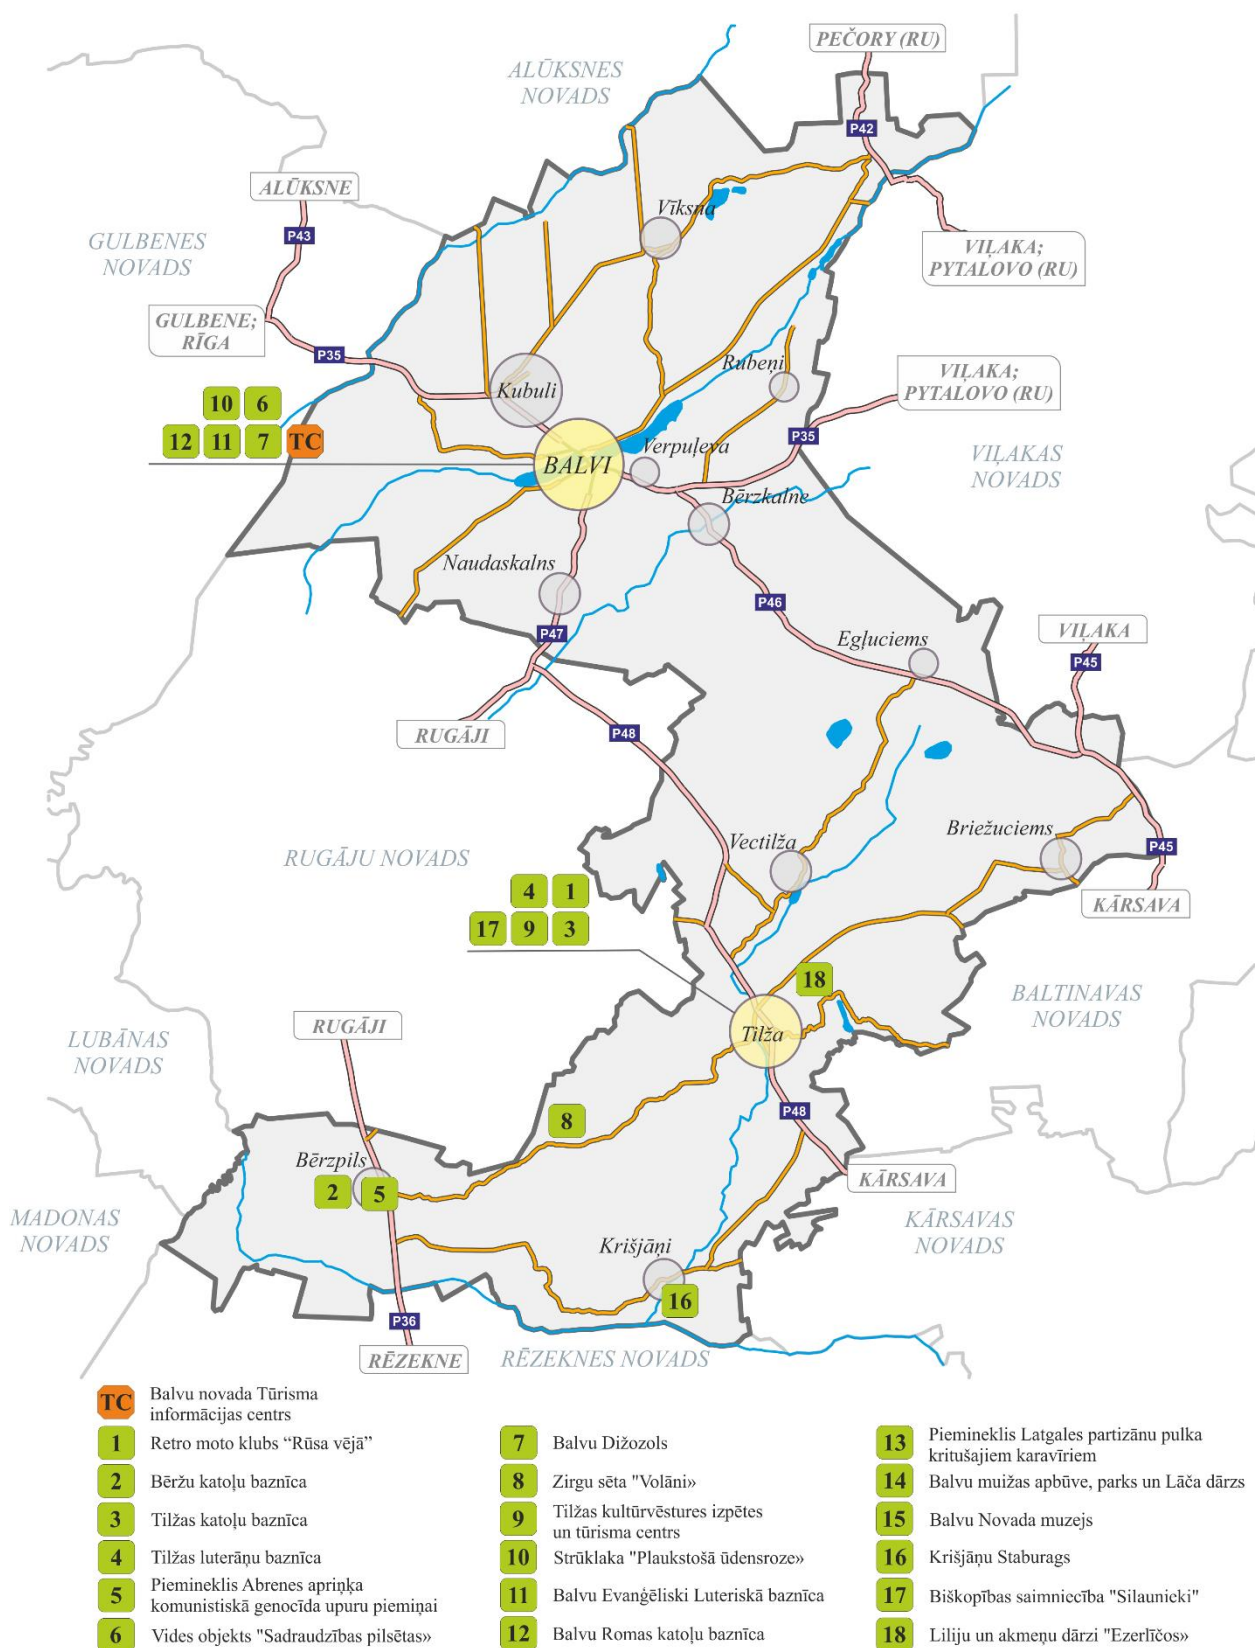 PEČORY (RU)
ALŪKSNES
NOVADS
P42
ALŪKSNE
Vīksna
GULBENES
NOVADS
P43
VIĻAKA;
PYTALOVO (RU)
GULBENE;
RĪGA
P35
Rubeņi
VIĻAKA;
PYTALOVO (RU)
Kubuli
10 6
12 11 7 TC
P35
Verpuļeva
BALVI
VIĻAKAS
NOVADS
Bērzkalne
Naudaskalns
P46
P47
Egļuciems
VIĻAKA
P45
RUGĀJI
P48
Briežuciems
Vectilža
P45
RUGĀJU NOVADS
4 1
17 9 3
KĀRSAVA
18
BALTINAVAS
NOVADS
RUGĀJI
Tilža
LUBĀNAS
NOVADS
P48
8
Bērzpils
2 5
KĀRSAVA
MADONAS
NOVADS
KĀRSAVAS
NOVADS
Krišjāņi
16
P36
RĒZEKNE
RĒZEKNES NOVADS
TC Balvu novada Tūrisma
informācijas centrs
1 Retro moto klubs “Rūsa vējā”
2 Bēržu katoļu baznīca
3 Tilžas katoļu baznīca
4 Tilžas luterāņu baznīca
5 Piemineklis Abrenes apriņķa
komunistiskā genocīda upuru piemiņai
6 Vides objekts "Sadraudzības pilsētas»
7 Balvu Dižozols
8 Zirgu sēta "Volāni»
9 Tilžas kultūrvēstures izpētes
un tūrisma centrs
10 Strūklaka "Plaukstošā ūdensroze»
11 Balvu Evaņģēliski Luteriskā baznīca
12 Balvu Romas katoļu baznīca
13 Piemineklis Latgales partizānu pulka
kritušajiem karavīriem
14 Balvu muižas apbūve, parks un Lāča dārzs
15 Balvu Novada muzejs
16 Krišjāņu Staburags
17 Biškopības saimniecība "Silaunicki"
18 Liliju un akmeņu dārzi "Ezerlīčos»